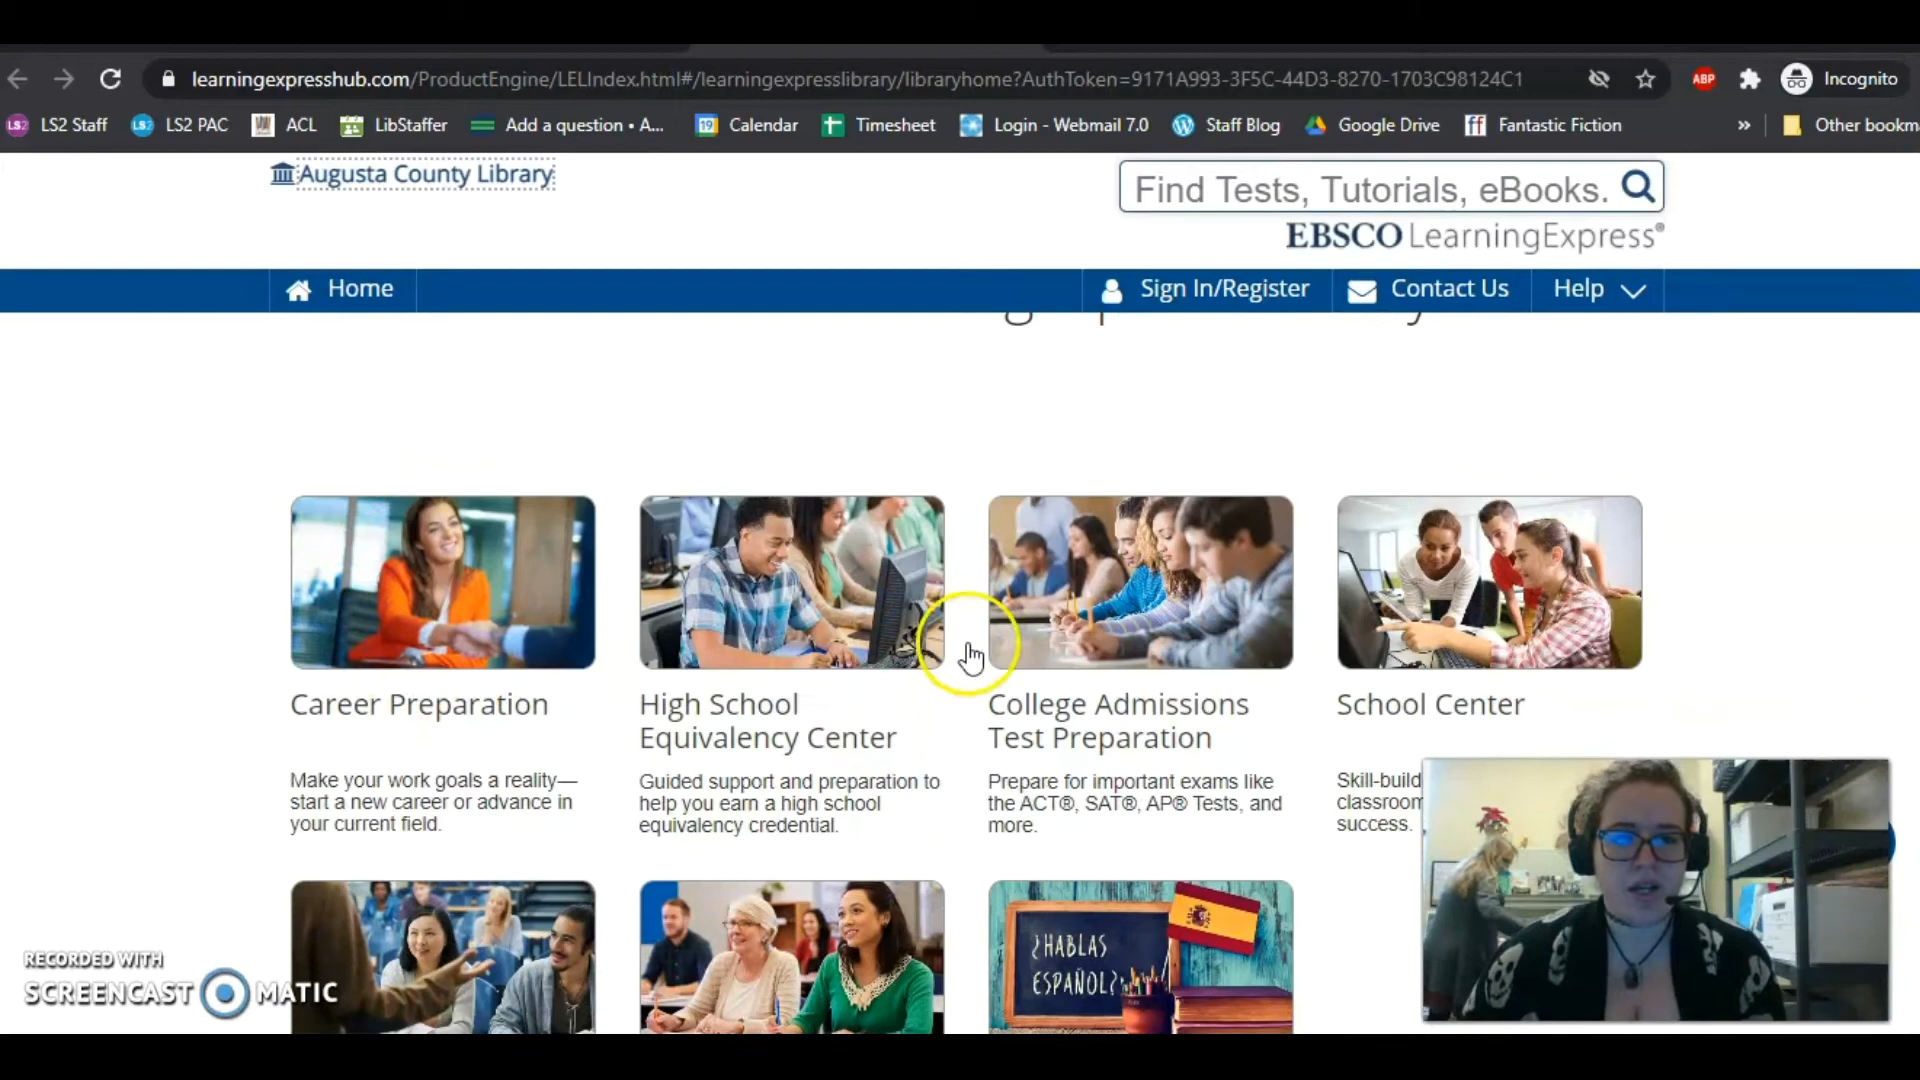 learningexpresshub.com/ProductEngine/LELIndex.html#/learningexpresslibrary/libraryhome?AuthToken=9171A993-3F5C-44D3-8270-1703C98124C1
ABP
Incognito
LS2 LS2 Staff
LS2 LS2 PAC
ACL
LibStaffer
Add a question • A...
19 Calendar
Timesheet
Login - Webmail 7.0
Staff Blog
Google Drive
ff Fantastic Fiction
»
Other bookm
Augusta County Library
Find Tests, Tutorials, eBooks.
EBSCO LearningExpress®
Home
Sign In/Register
Contact Us
Help
Career Preparation
Make your work goals a reality—
start a new career or advance in
your current field.
High School
Equivalency Center
Guided support and preparation to
help you earn a high school
equivalency credential.
College Admissions
Test Preparation
Prepare for important exams like
the ACT®, SAT®, AP® Tests, and
more.
School Center
Skill-build
classroom
success.
¿HABLAS
ESPAÑOL?
RECORDED WITH
SCREENCAST MATIC